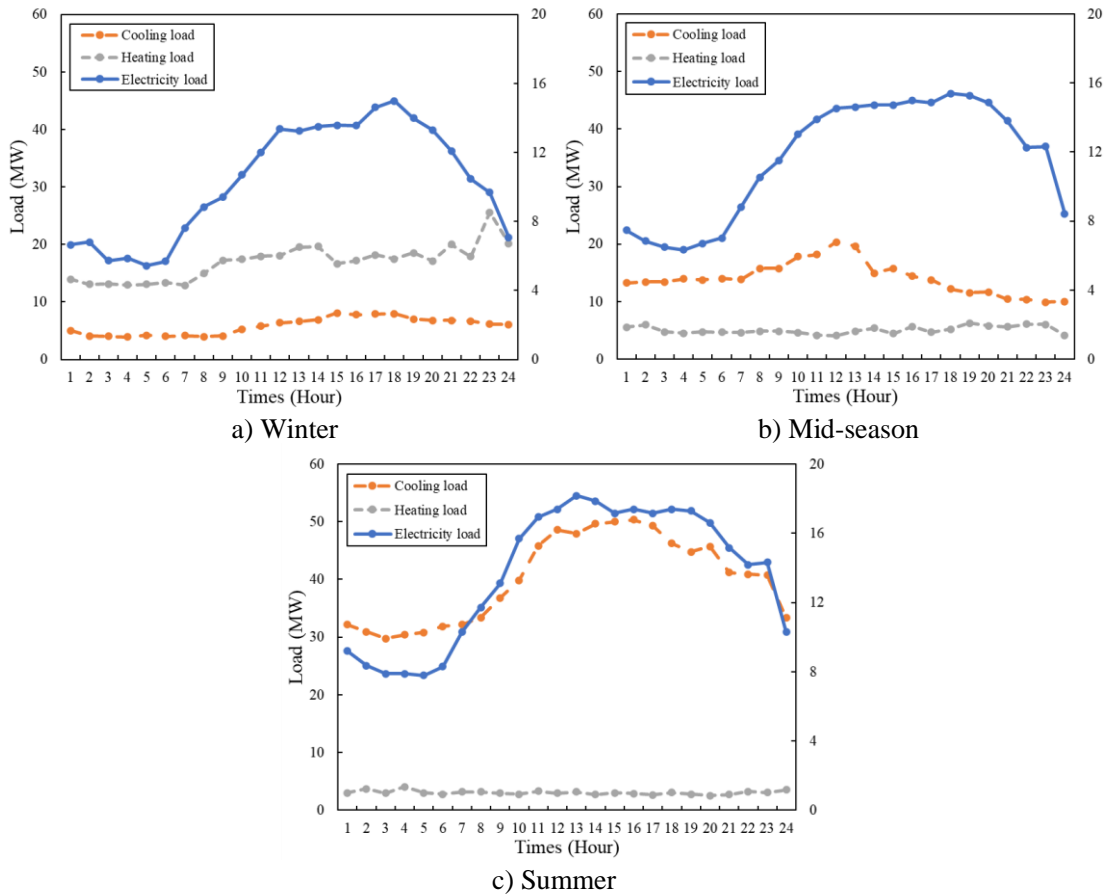 60
50
40
30
20
10
0
Load (MW)
20
16
12
8
4
0
Cooling load
Heating load
Electricity load
1 2 3 4 5 6 7 8 9 10 11 12 13 14 15 16 17 18 19 20 21 22 23 24
Times (Hour)
a) Winter
60
50
40
30
20
10
0
Load (MW)
20
16
12
8
4
0
Cooling load
Heating load
Electricity load
1 2 3 4 5 6 7 8 9 10 11 12 13 14 15 16 17 18 19 20 21 22 23 24
Times (Hour)
b) Mid-season
60
50
40
30
20
10
0
Load (MW)
20
16
12
8
4
0
Cooling load
Heating load
Electricity load
1 2 3 4 5 6 7 8 9 10 11 12 13 14 15 16 17 18 19 20 21 22 23 24
Times (Hour)
c) Summer